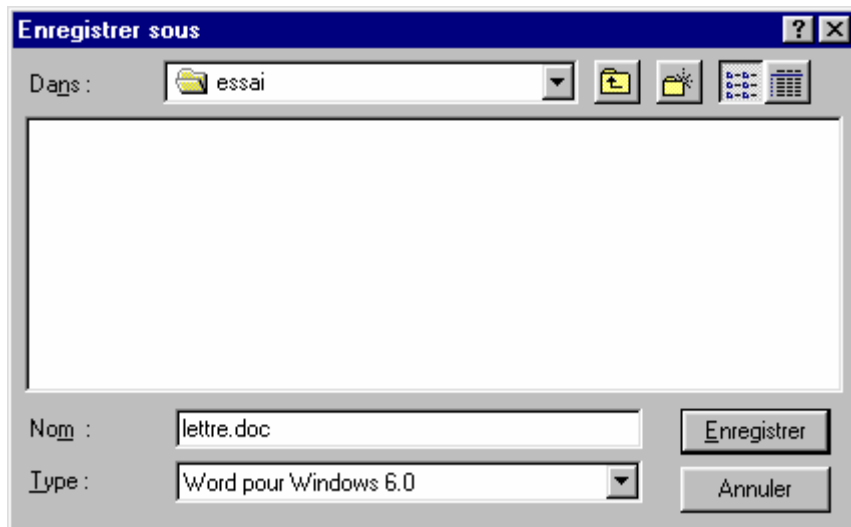 Enregistrer sous
Dans : essai
Nom : lettre.doc
Enregistrer
Type : Word pour Windows 6.0
Annuler